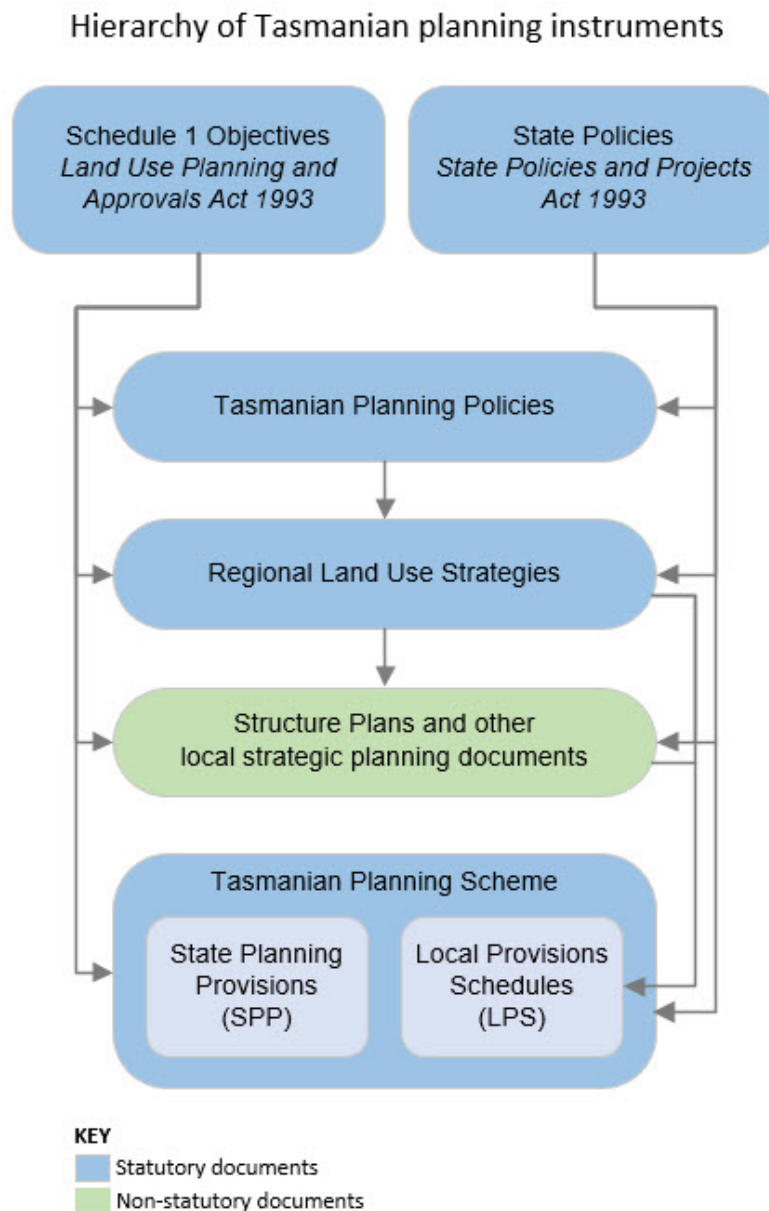 Hierarchy of Tasmanian planning instruments
Schedule 1 Objectives
Land Use Planning and
Approvals Act 1993
State Policies
State Policies and Projects
Act 1993
Tasmanian Planning Policies
Regional Land Use Strategies
Structure Plans and other
local strategic planning documents
Tasmanian Planning Scheme
State Planning
Provisions
(SPP)
Local Provisions
Schedules
(LPS)
KEY
Statutory documents
Non-statutory documents